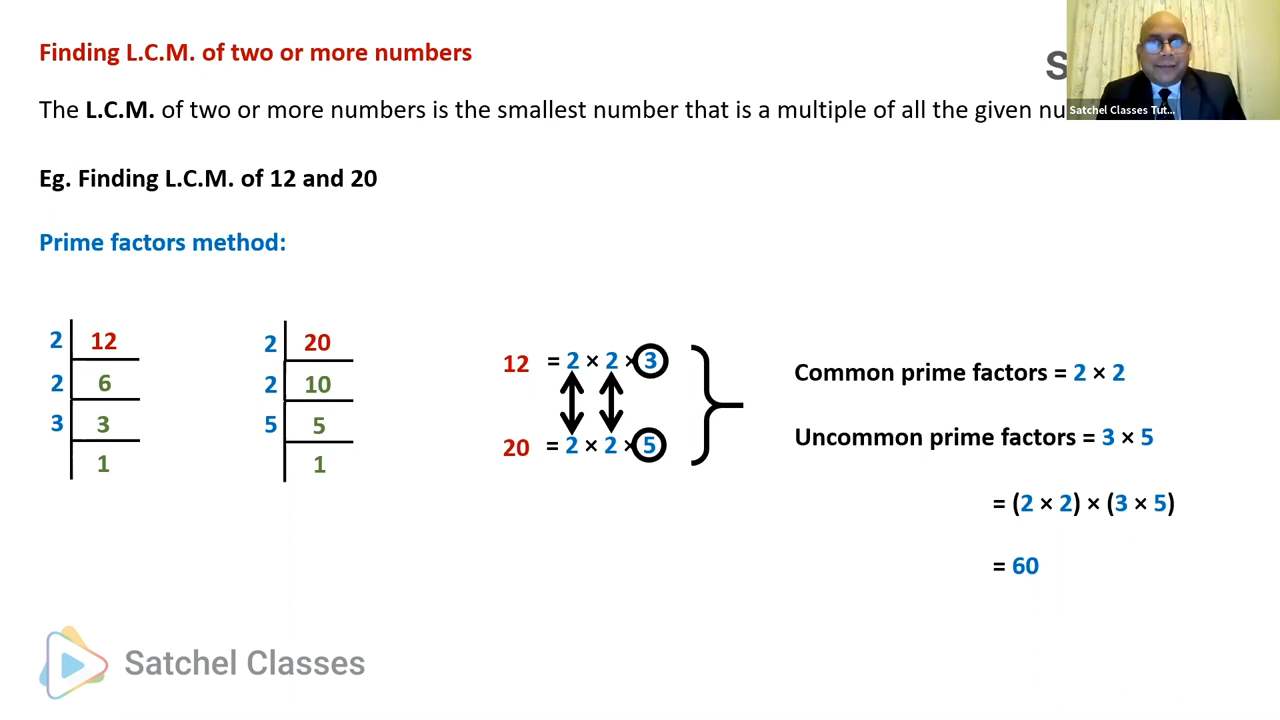 Finding L.C.M. of two or more numbers
S
The L.C.M. of two or more numbers is the smallest number that is a multiple of all the given nu
Satchel Classes Tut...
Eg. Finding L.C.M. of 12 and 20
Prime factors method:
2 12
2 6
3 3
1
2 20
2 10
5 5
1
12 = 2 × 2 × 3
20 = 2 × 2 × 5
Common prime factors = 2 × 2
Uncommon prime factors = 3 × 5
= (2 × 2) × (3 × 5)
= 60
Satchel Classes